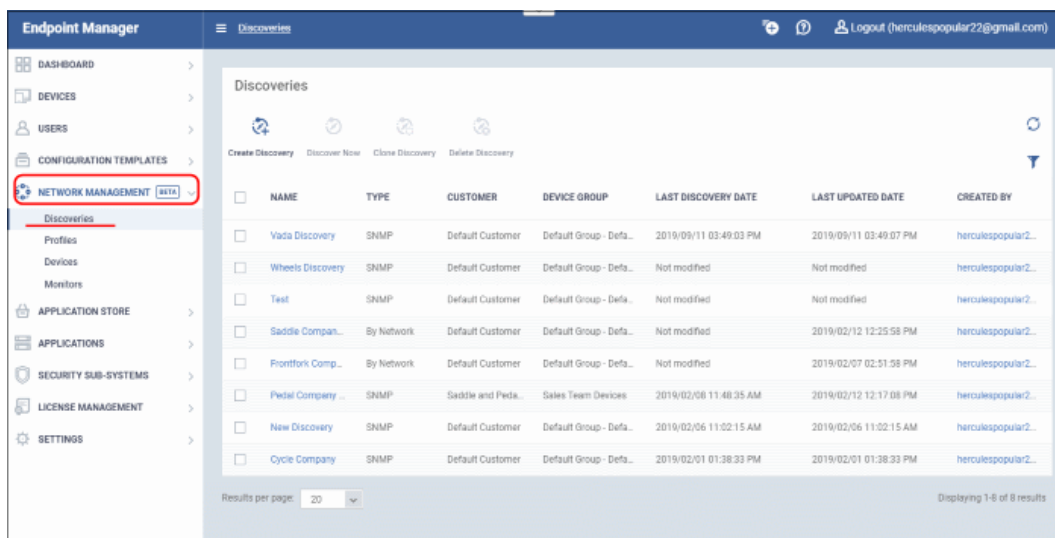 Endpoint Manager
Discoveries
Logout (herculespopular22@gmail.com)
DASHBOARD
DEVICES
USERS
CONFIGURATION TEMPLATES
NETWORK MANAGEMENT BETA
Discoveries
Profiles
Devices
Monitors
APPLICATION STORE
APPLICATIONS
SECURITY SUB-SYSTEMS
LICENSE MANAGEMENT
SETTINGS
Discoveries
Create Discovery Discover Now Clone Discovery Delete Discovery
NAME TYPE CUSTOMER DEVICE GROUP LAST DISCOVERY DATE LAST UPDATED DATE CREATED BY
Vada Discovery SNMP Default Customer Default Group - Defa... 2019/09/11 03:49:03 PM 2019/09/11 03:49:07 PM herculespopular2...
Wheels Discovery SNMP Default Customer Default Group - Defa... Not modified Not modified herculespopular2...
Test SNMP Default Customer Default Group - Defa... Not modified Not modified herculespopular2...
Saddle Compan... By Network Default Customer Default Group - Defa... Not modified 2019/02/12 12:25:58 PM herculespopular2...
Frontfork Comp... By Network Default Customer Default Group - Defa... Not modified 2019/02/07 02:51:58 PM herculespopular2...
Pedal Company ... SNMP Saddle and Peda... Sales Team Devices 2019/02/08 11:48:35 AM 2019/02/12 12:17:08 PM herculespopular2...
New Discovery SNMP Default Customer Default Group - Defa... 2019/02/06 11:02:15 AM 2019/02/06 11:02:15 AM herculespopular2...
Cycle Company SNMP Default Customer Default Group - Defa... 2019/02/01 01:38:33 PM 2019/02/01 01:38:33 PM herculespopular2...
Results per page: 20
Displaying 1-8 of 8 results